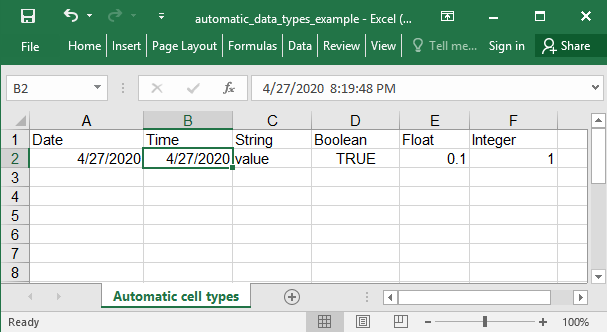 automatic_data_types_example - Excel (...
File Home Insert Page Layout Formulas Data Review View Tell me... Sign in Share
B2 fx 4/27/2020 8:19:48 PM
A B C D E F
1 Date Time String Boolean Float Integer
2 4/27/2020 4/27/2020 value TRUE 0.1 1
3
4
5
6
7
8
Automatic cell types
Ready 100%